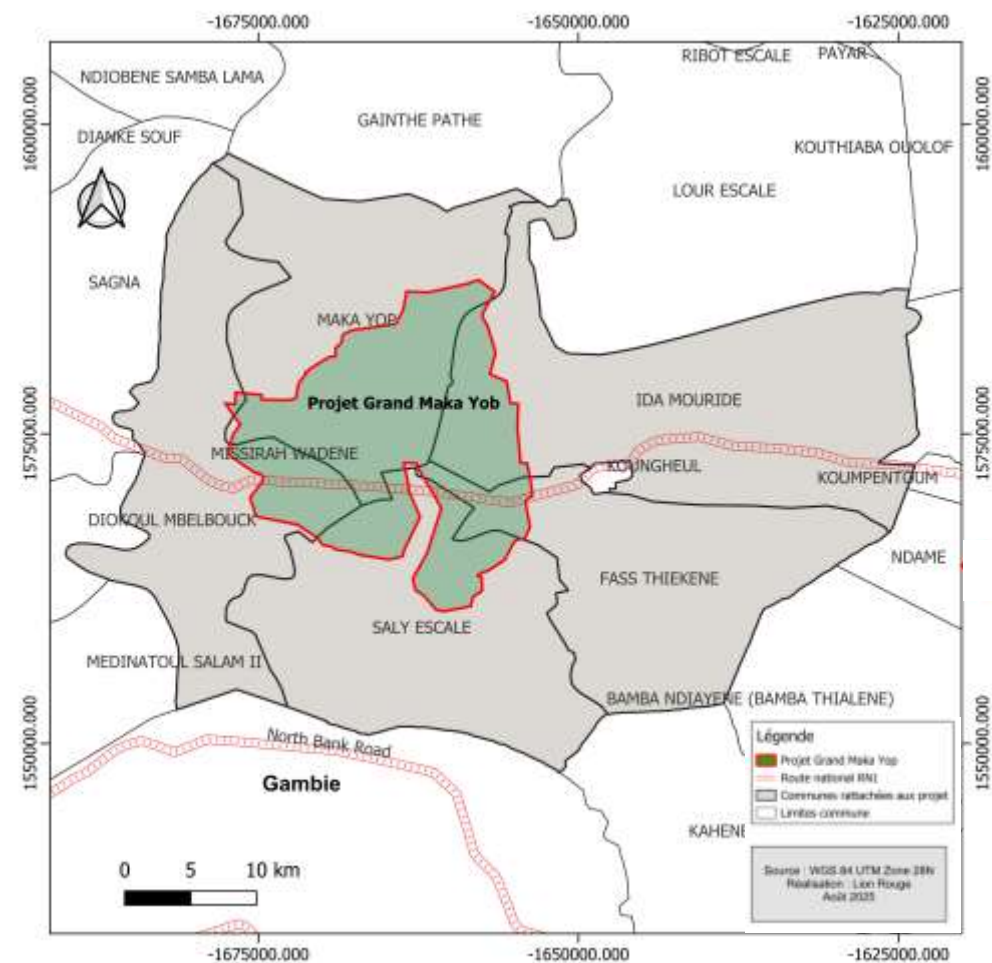 -1675000.000
-1650000.000
-1625000.000
1600000.000
1575000.000
1550000.000
1600000.000
1575000.000
1550000.000
NDIOBENE SAMBA LAMA
DIANKE SOUF
GAINTHE PATHE
RIBOT ESCALE
PAYAR
KOUTHIABA OUOLOF
LOUR ESCALE
SAGNA
MAKA YOP
Projet Grand Maka Yob
IDA MOURIDE
MISSIRAH WADENE
KOUNGHEUL
KOUMPENTOUM
DIOKOUL MBELBOUCK
NDAME
FASS THIEKENE
SALY ESCALE
MEDINATOUL SALAM II
BAMBA NDIAYENE (BAMBA THIALENE)
North Bank Road
Gambie
KAHENE
Légende
Projet Grand Maka Yop
Route national RN1
Communes rattachées aux projet
Limites commune
Source : WGS 84 UTM Zone 28N
Réalisation : Lion Rouge
Août 2025
0 5 10 km
-1675000.000
-1650000.000
-1625000.000